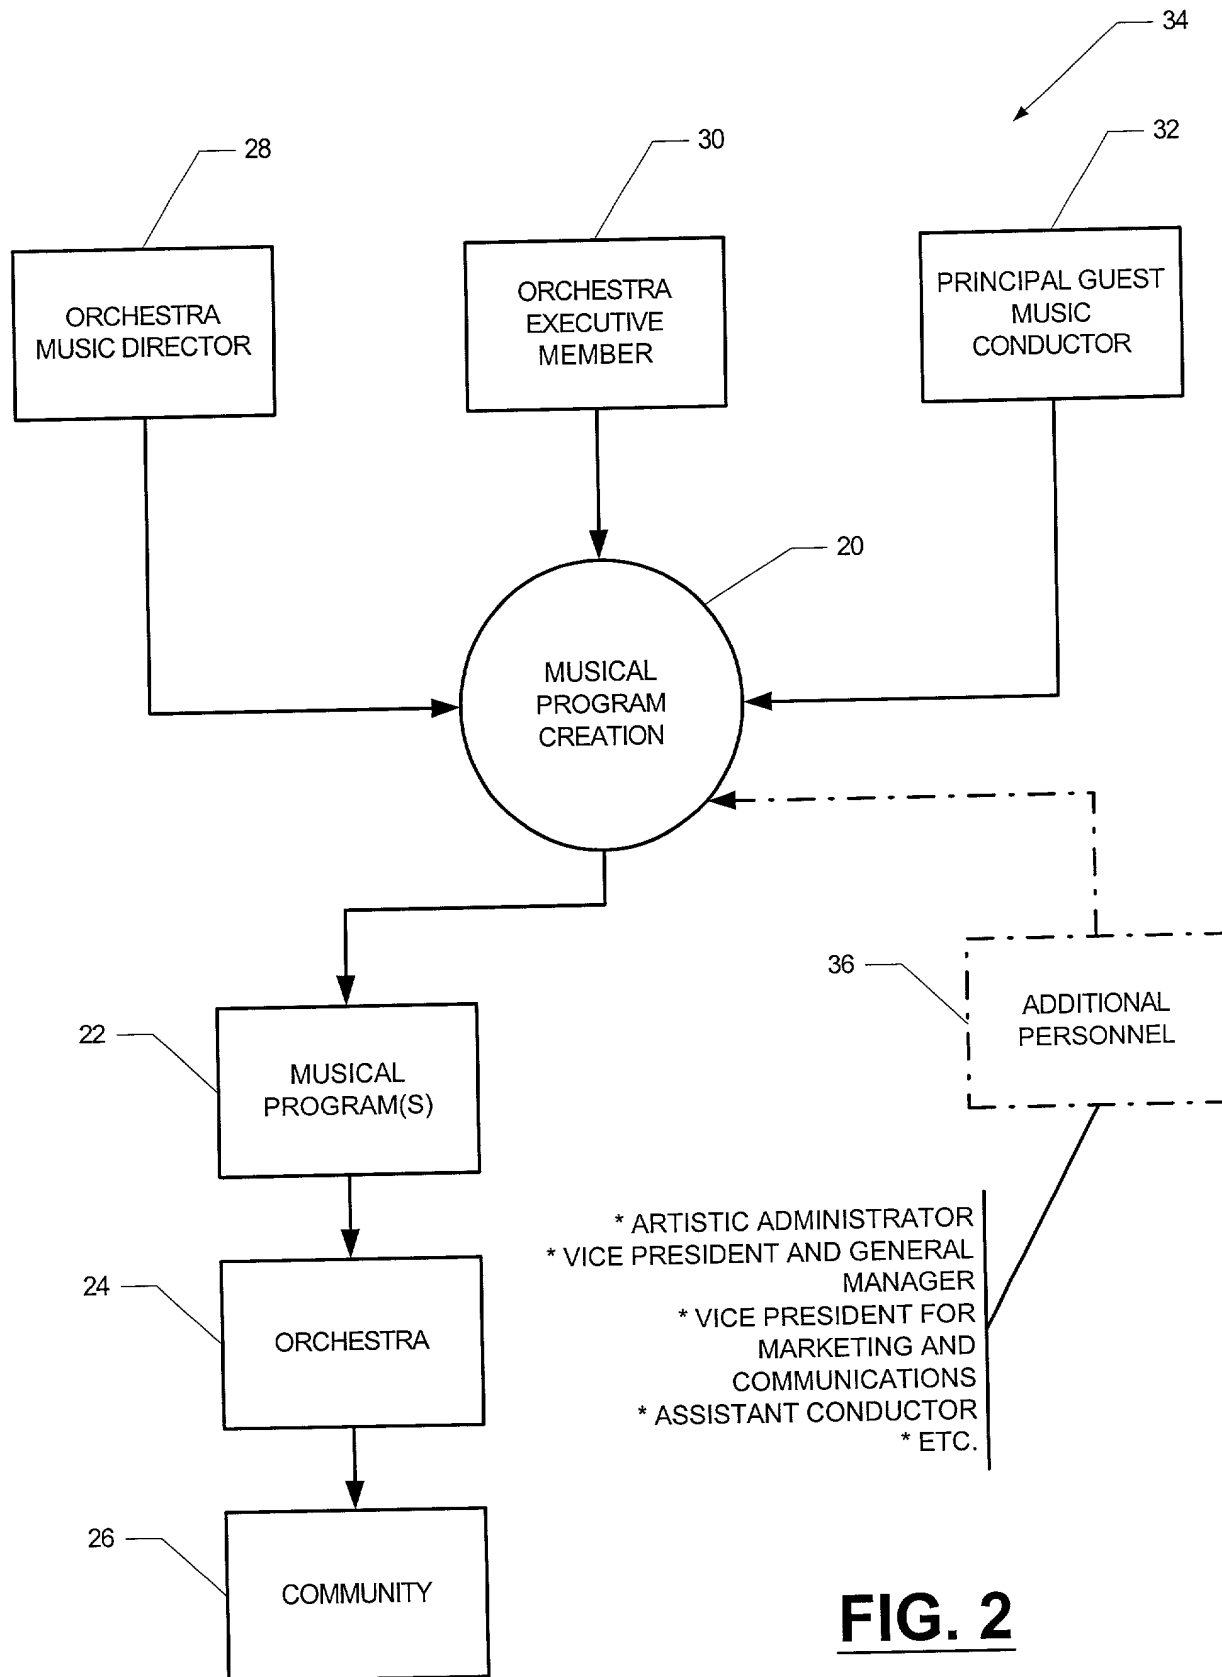 34
28
30
32
ORCHESTRA
MUSIC DIRECTOR
ORCHESTRA
EXECUTIVE
MEMBER
PRINCIPAL GUEST
MUSIC
CONDUCTOR
20
MUSICAL
PROGRAM
CREATION
36
ADDITIONAL
PERSONNEL
22
MUSICAL
PROGRAM(S)
* ARTISTIC ADMINISTRATOR
* VICE PRESIDENT AND GENERAL
MANAGER
* VICE PRESIDENT FOR
MARKETING AND
COMMUNICATIONS
* ASSISTANT CONDUCTOR
* ETC.
24
ORCHESTRA
26
COMMUNITY
FIG. 2